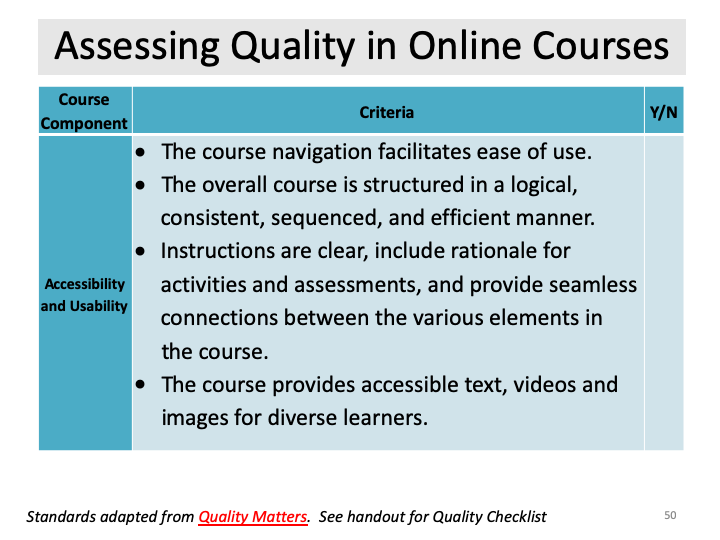 Assessing Quality in Online Courses
Course
Component
Criteria
Y/N
Accessibility
and Usability
• The course navigation facilitates ease of use.
• The overall course is structured in a logical,
consistent, sequenced, and efficient manner.
• Instructions are clear, include rationale for
activities and assessments, and provide seamless
connections between the various elements in
the course.
• The course provides accessible text, videos and
images for diverse learners.
Standards adapted from Quality Matters.  See handout for Quality Checklist
50